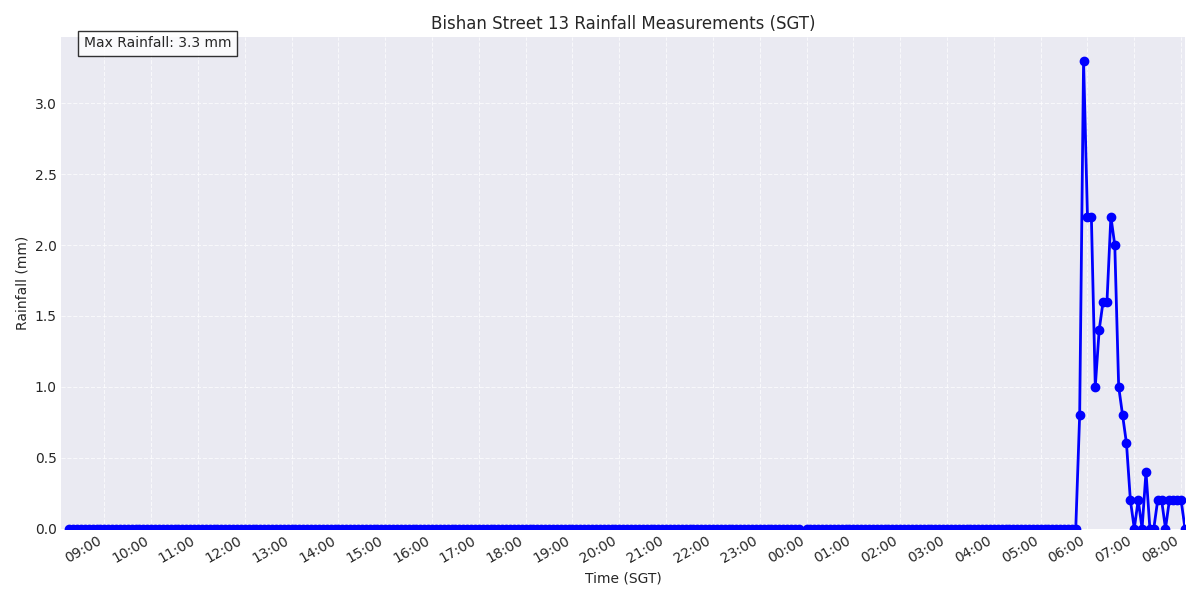 Bishan Street 13 Rainfall Measurements (SGT)
Max Rainfall: 3.3 mm
Rainfall (mm)
3.0
2.5
2.0
1.5
1.0
0.5
0.0
09:00 10:00 11:00 12:00 13:00 14:00 15:00 16:00 17:00 18:00 19:00 20:00 21:00 22:00 23:00 00:00 01:00 02:00 03:00 04:00 05:00 06:00 07:00 08:00
Time (SGT)